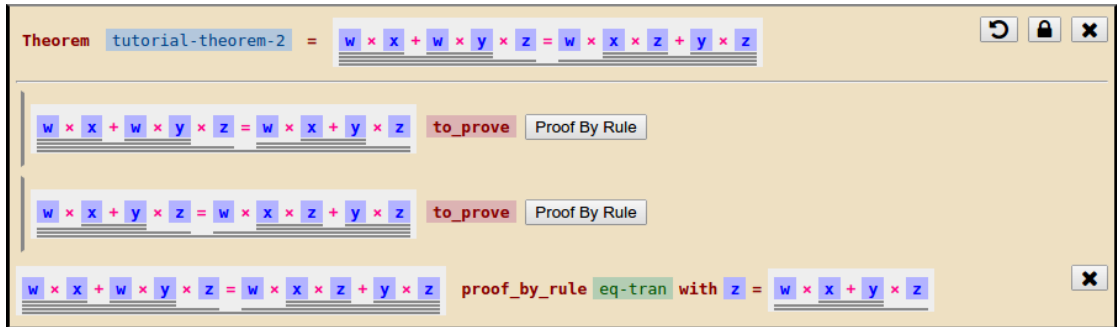 Theorem tutorial-theorem-2 = w × x + w × y × z = w × x × z + y × z
w × x + w × y × z = w × x + y × z to_prove Proof By Rule
w × x + y × z = w × x × z + y × z to_prove Proof By Rule
w × x + w × y × z = w × x × z + y × z proof_by_rule eq-tran with z = w × x + y × z